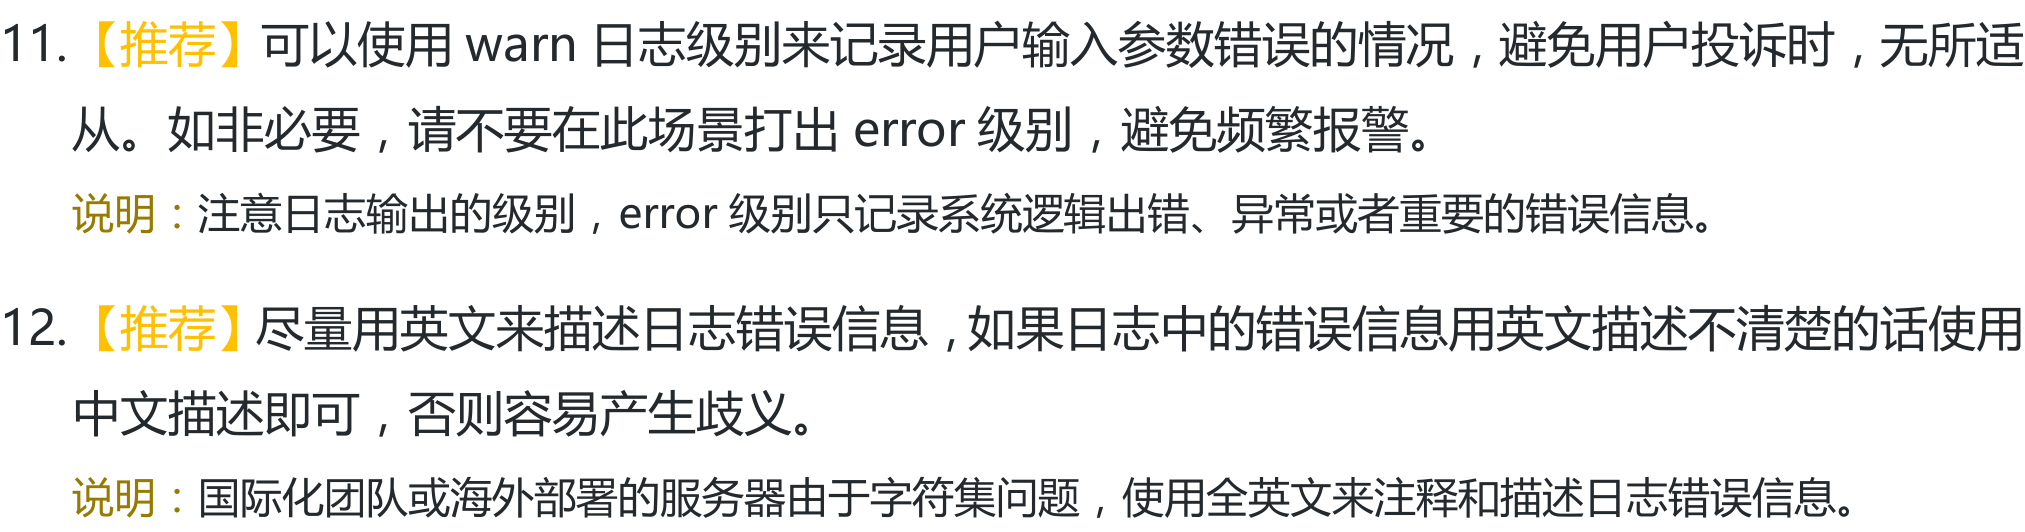 11.【推荐】可以使用 warn 日志级别来记录用户输入参数错误的情况，避免用户投诉时，无所适
从。如非必要，请不要在此场景打出 error 级别，避免频繁报警。
说明：注意日志输出的级别，error 级别只记录系统逻辑出错、异常或者重要的错误信息。
12.【推荐】尽量用英文来描述日志错误信息，如果日志中的错误信息用英文描述不清楚的话使用
中文描述即可，否则容易产生歧义。
说明：国际化团队或海外部署的服务器由于字符集问题，使用全英文来注释和描述日志错误信息。